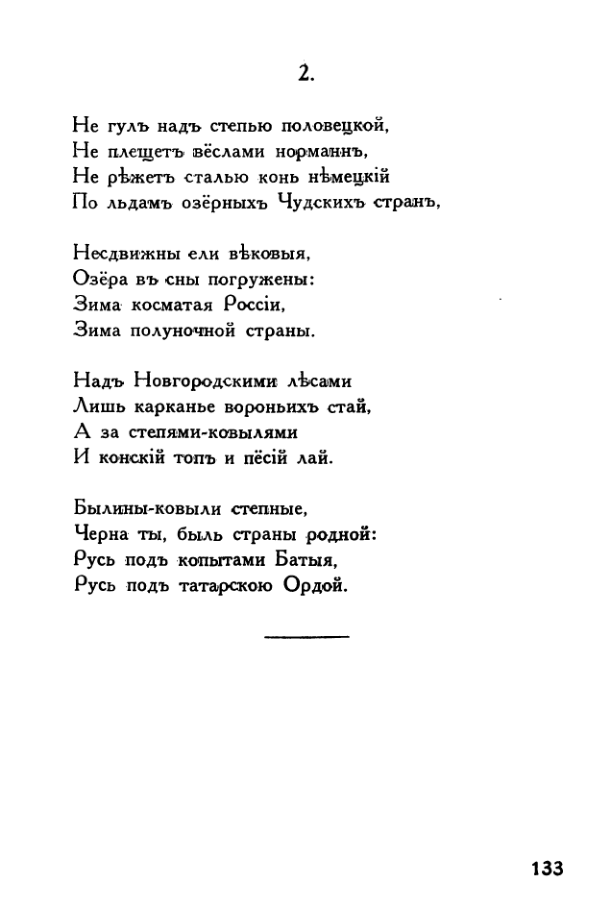 2.
Не гулъ надъ степью половецкой,
Не плещетъ вёслами норманнъ,
Не рѣжетъ сталью конь нѣмецкій
По льдамъ озёрныхъ Чудскихъ странъ,
Несдвижны ели вѣковыя,
Озёра въ сны погружены:
Зима косматая Россіи,
Зима полуночной страны.
Надъ Новгородскими лѣсами
Лишь карканье вороньихъ стай,
А за степями-ковылями
И конскій топъ и пёсій лай.
Былины-ковыли степные,
Черна ты, быль страны родной:
Русь подъ копытами Батыя,
Русь подъ татарскою Ордой.
133